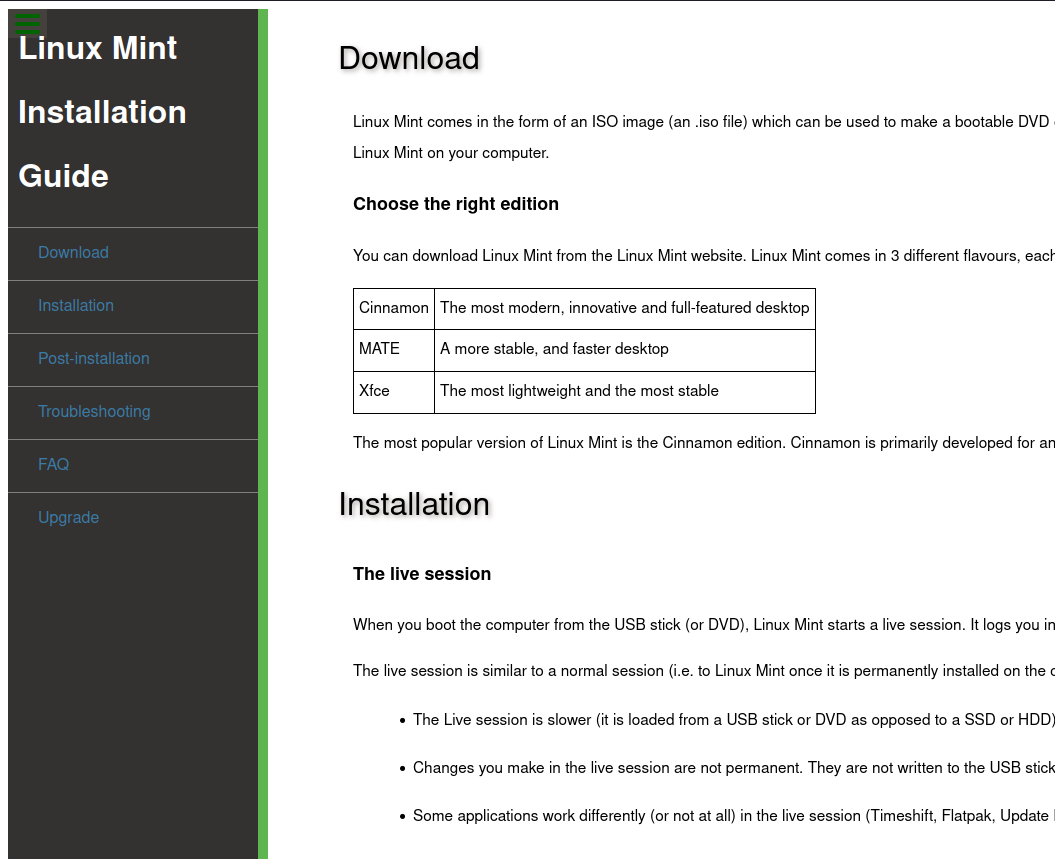 Linux Mint
Installation
Guide
Download
Installation
Post-installation
Troubleshooting
FAQ
Upgrade
Download
Linux Mint comes in the form of an ISO image (an .iso file) which can be used to make a bootable DVD
Linux Mint on your computer.
Choose the right edition
You can download Linux Mint from the Linux Mint website. Linux Mint comes in 3 different flavours, each
Cinnamon The most modern, innovative and full-featured desktop
MATE A more stable, and faster desktop
Xfce The most lightweight and the most stable
The most popular version of Linux Mint is the Cinnamon edition. Cinnamon is primarily developed for
Installation
The live session
When you boot the computer from the USB stick (or DVD), Linux Mint starts a live session. It logs you
The live session is similar to a normal session (i.e. to Linux Mint once it is permanently installed on the
• The Live session is slower (it is loaded from a USB stick or DVD as opposed to a SSD or HDD)
• Changes you make in the live session are not permanent. They are not written to the USB stick
• Some applications work differently (or not at all) in the live session (Timeshift, Flatpak, Update